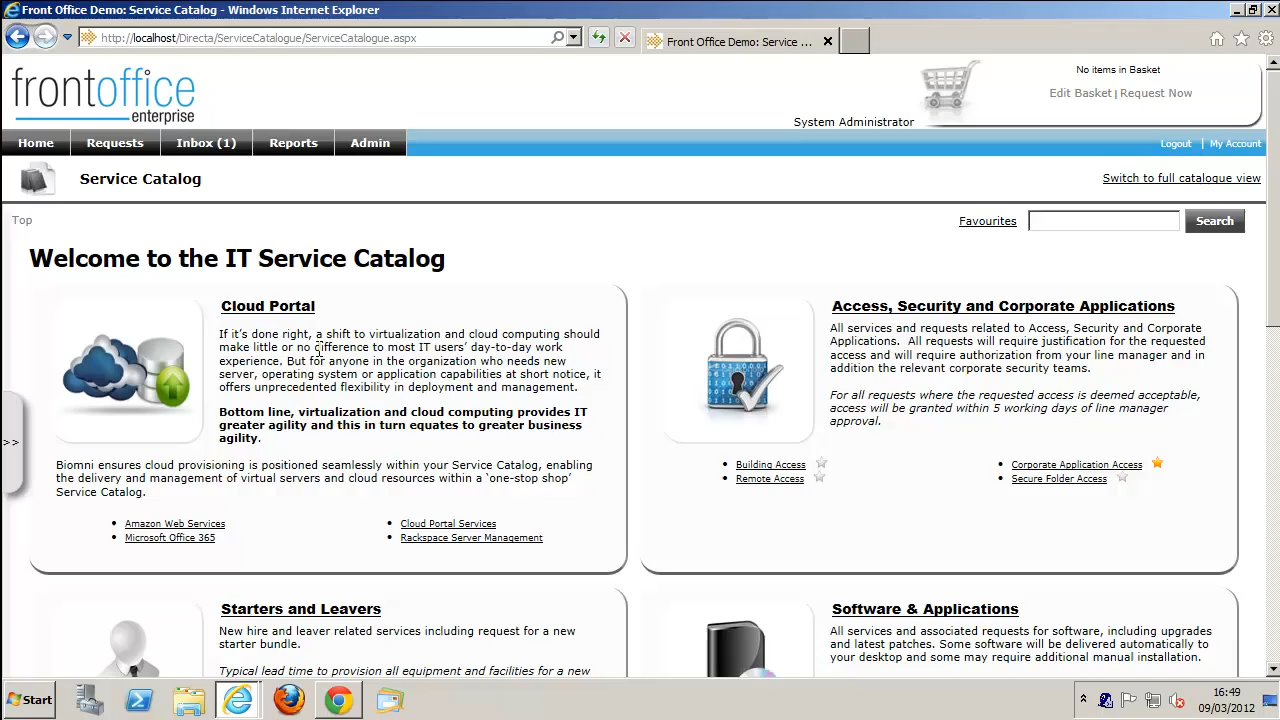 Front Office Demo: Service Catalog - Windows Internet Explorer
http://localhost/Directa/ServiceCatalogue/ServiceCatalogue.aspx
Front Office Demo: Service ...
frontoffice
enterprise
No items in Basket
Edit Basket | Request Now
System Administrator
Home Requests Inbox (1) Reports Admin
Logout | My Account
Service Catalog
Switch to full catalogue view
Top
Favourites
Search
Welcome to the IT Service Catalog
Cloud Portal
If it's done right, a shift to virtualization and cloud computing should
make little or no difference to most IT users' day-to-day work
experience. But for anyone in the organization who needs new
server, operating system or application capabilities at short notice, it
offers unprecedented flexibility in deployment and management.
Bottom line, virtualization and cloud computing provides IT
greater agility and this in turn equates to greater business
agility.
Biomni ensures cloud provisioning is positioned seamlessly within your Service Catalog, enabling
the delivery and management of virtual servers and cloud resources within a 'one-stop shop'
Service Catalog.
Amazon Web Services
Microsoft Office 365
Cloud Portal Services
Rackspace Server Management
Access, Security and Corporate Applications
All services and requests related to Access, Security and Corporate
Applications. All requests will require justification for the requested
access and will require authorization from your line manager and in
addition the relevant corporate security teams.
For all requests where the requested access is deemed acceptable,
access will be granted within 5 working days of line manager
approval.
Building Access
Remote Access
Corporate Application Access
Secure Folder Access
>>
Starters and Leavers
New hire and leaver related services including request for a new
starter bundle.
Typical lead time to provision all equipment and facilities for a new
Software & Applications
All services and associated requests for software, including upgrades
and latest patches. Some software will be delivered automatically to
your desktop and some may require additional manual installation.
Start
16:49
09/03/2012